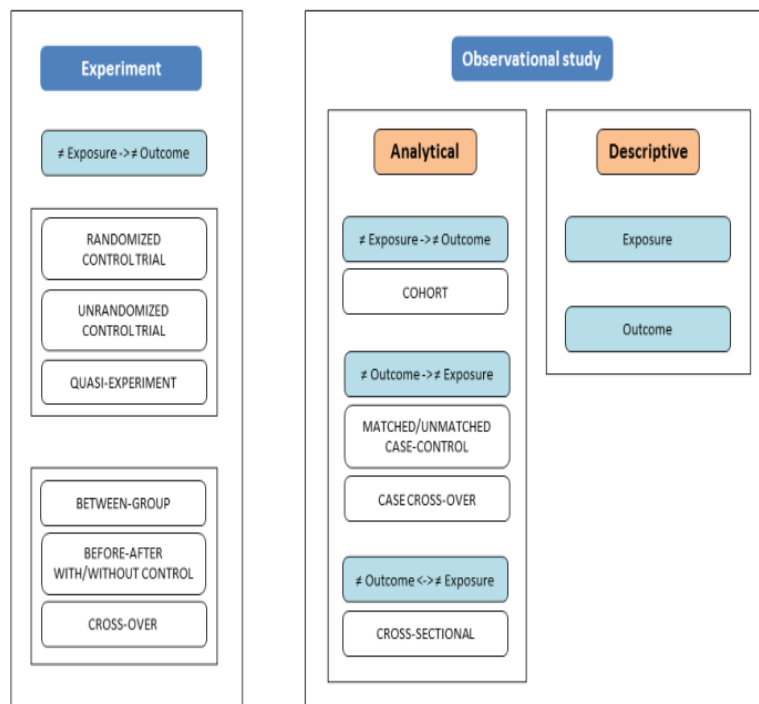 Experiment
≠ Exposure -> ≠ Outcome
RANDOMIZED
CONTROL TRIAL
UNRANDOMIZED
CONTROL TRIAL
QUASI-EXPERIMENT
BETWEEN-GROUP
BEFORE-AFTER
WITH/WITHOUT CONTROL
CROSS-OVER
Observational study
Analytical
≠ Exposure -> ≠ Outcome
COHORT
≠ Outcome -> ≠ Exposure
MATCHED/UNMATCHED
CASE-CONTROL
CASE CROSS-OVER
≠ Outcome <-> ≠ Exposure
CROSS-SECTIONAL
Descriptive
Exposure
Outcome